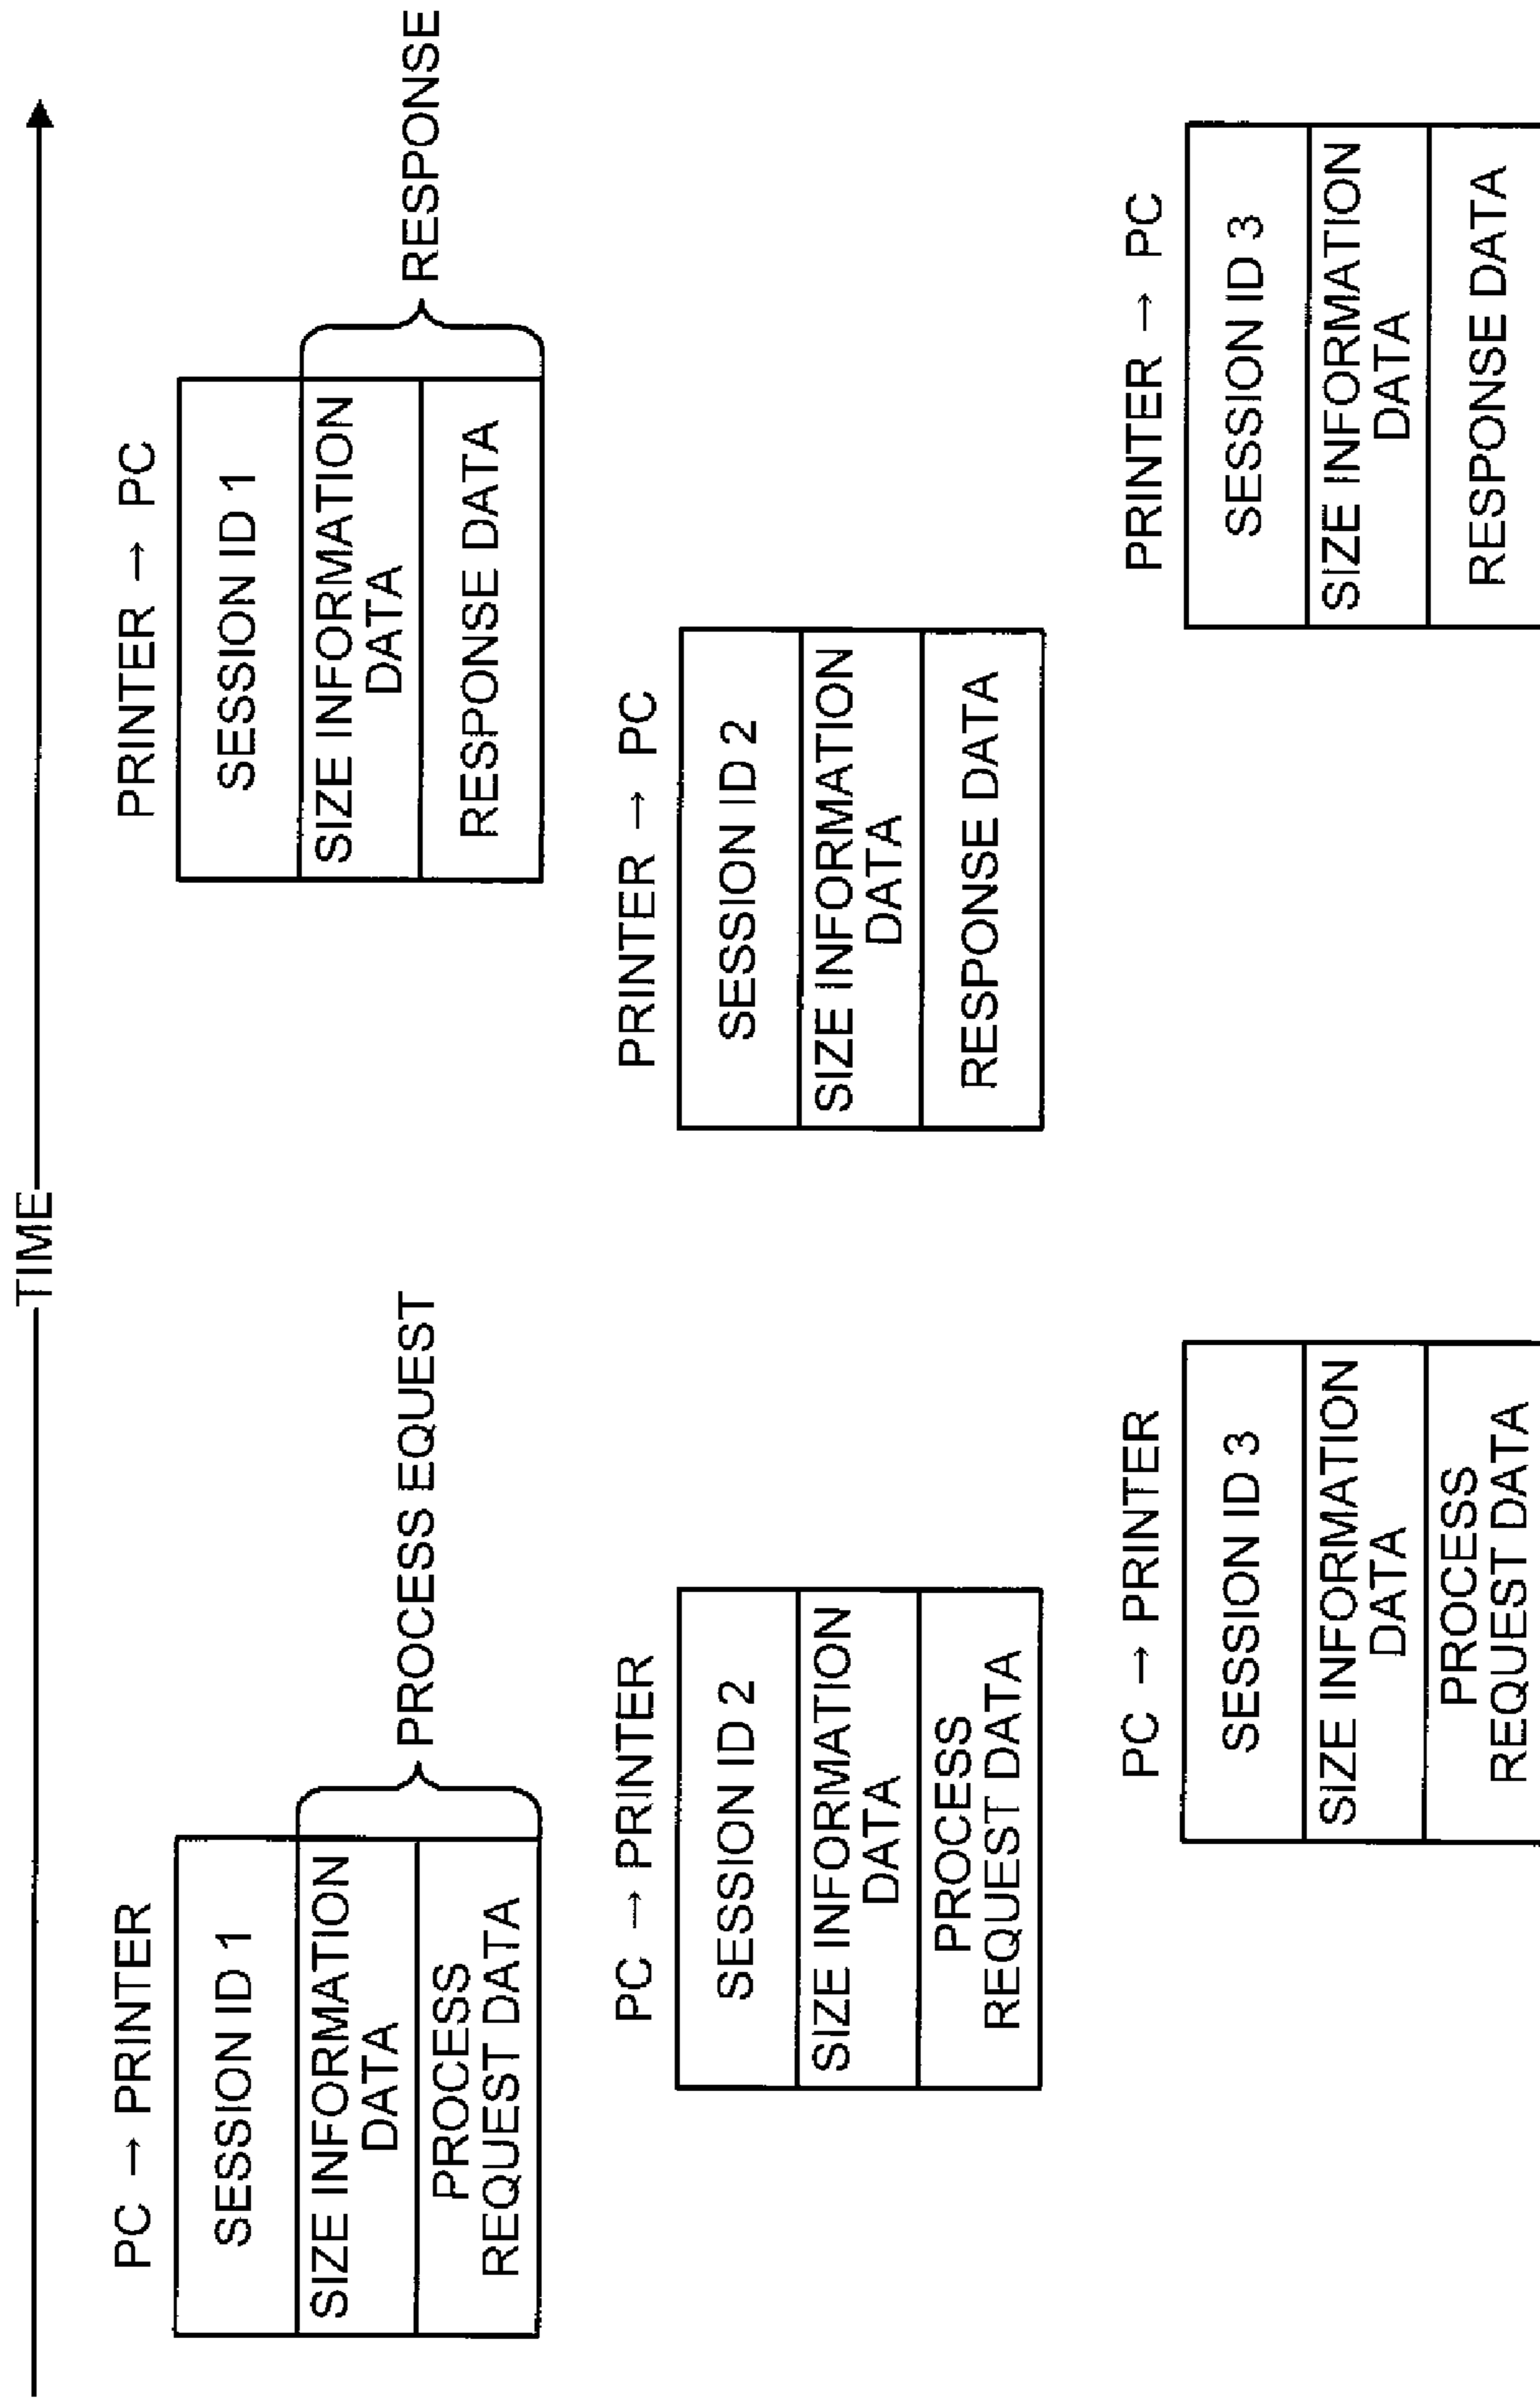 TIME
PC → PRINTER
SESSION ID 1
SIZE INFORMATION
DATA
PROCESS
REQUEST DATA
PROCESS EQUEST
PRINTER → PC
SESSION ID 1
SIZE INFORMATION
DATA
RESPONSE DATA
RESPONSE
PC → PRINTER
SESSION ID 2
SIZE INFORMATION
DATA
PROCESS
REQUEST DATA
PRINTER → PC
SESSION ID 2
SIZE INFORMATION
DATA
RESPONSE DATA
PC → PRINTER
SESSION ID 3
SIZE INFORMATION
DATA
PROCESS
REQUEST DATA
PRINTER → PC
SESSION ID 3
SIZE INFORMATION
DATA
RESPONSE DATA